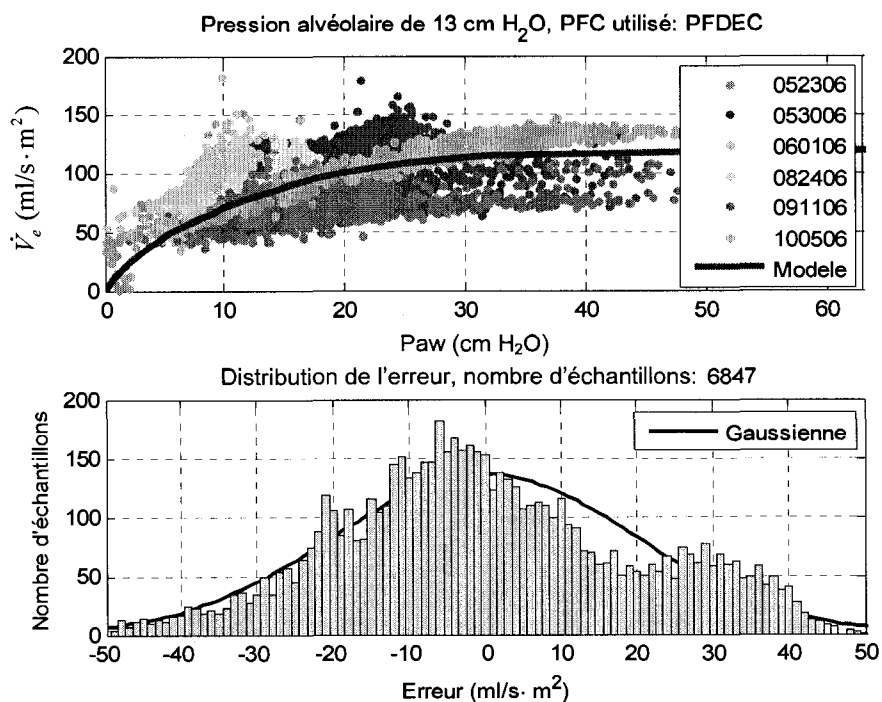 Pression alvéolaire de 13 cm H₂O, PFC utilisé: PFDEC
200
150
100
50
0
V̇ₑ (ml/s· m²)
052306
053006
060106
082406
091106
100506
Modele
0 10 20 30 40 50 60
Paw (cm H₂O)
Distribution de l'erreur, nombre d'échantillons: 6847
200
150
100
50
0
Nombre d'échantillons
Gaussienne
-50 -40 -30 -20 -10 0 10 20 30 40 50
Erreur (ml/s· m²)